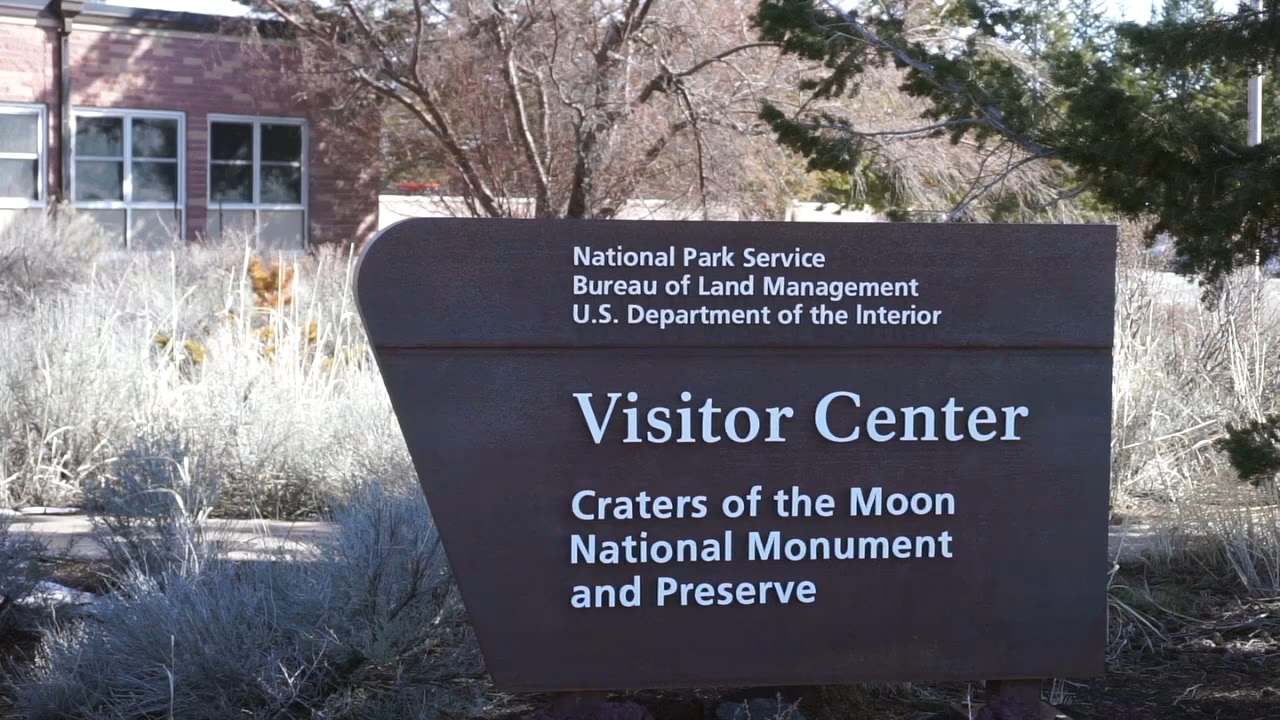 National Park Service
Bureau of Land Management
U.S. Department of the Interior
Visitor Center
Craters of the Moon
National Monument
and Preserve